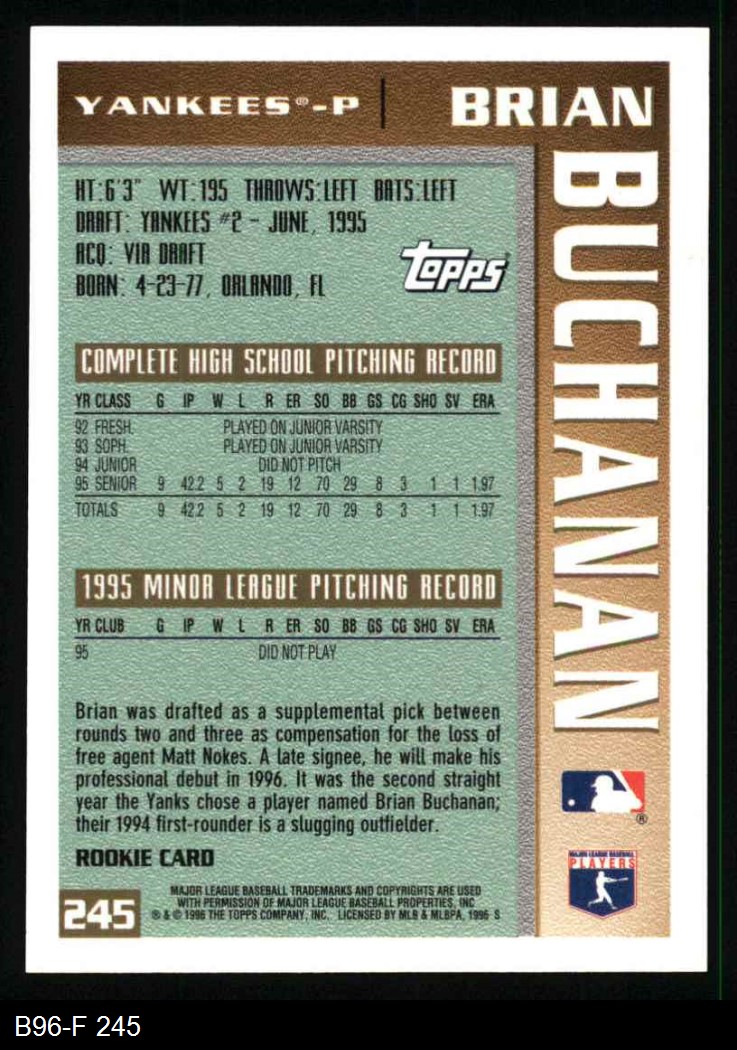 YANKEES®-P
BRIAN
BUCHANAN
HT:6'3" WT:195 THROWS:LEFT BATS:LEFT
DRAFT: YANKEES #2 - JUNE, 1995
ACQ: VIA DRAFT
BORN: 4-23-77, ORLANDO, FL
Topps
COMPLETE HIGH SCHOOL PITCHING RECORD
YR CLASS G IP W L R ER SO BB GS CG SHO SV ERA
92 FRESH. PLAYED ON JUNIOR VARSITY
93 SOPH. PLAYED ON JUNIOR VARSITY
94 JUNIOR DID NOT PITCH
95 SENIOR 9 42.2 5 2 19 12 70 29 8 3 1 1 1.97
TOTALS 9 42.2 5 2 19 12 70 29 8 3 1 1 1.97
1995 MINOR LEAGUE PITCHING RECORD
YR CLUB G IP W L R ER SO BB GS CG SHO SV ERA
95 DID NOT PLAY
Brian was drafted as a supplemental pick between
rounds two and three as compensation for the loss of
free agent Matt Nokes. A late signee, he will make his
professional debut in 1996. It was the second straight
year the Yanks chose a player named Brian Buchanan;
their 1994 first-rounder is a slugging outfielder.
ROOKIE CARD
®
MAJOR LEAGUE BASEBALL
PLAYERS
245
MAJOR LEAGUE BASEBALL TRADEMARKS AND COPYRIGHTS ARE USED
WITH PERMISSION OF MAJOR LEAGUE BASEBALL PROPERTIES, INC
® & © 1996 THE TOPPS COMPANY, INC. LICENSED BY MLB & MLBPA, 1996 S
B96-F 245